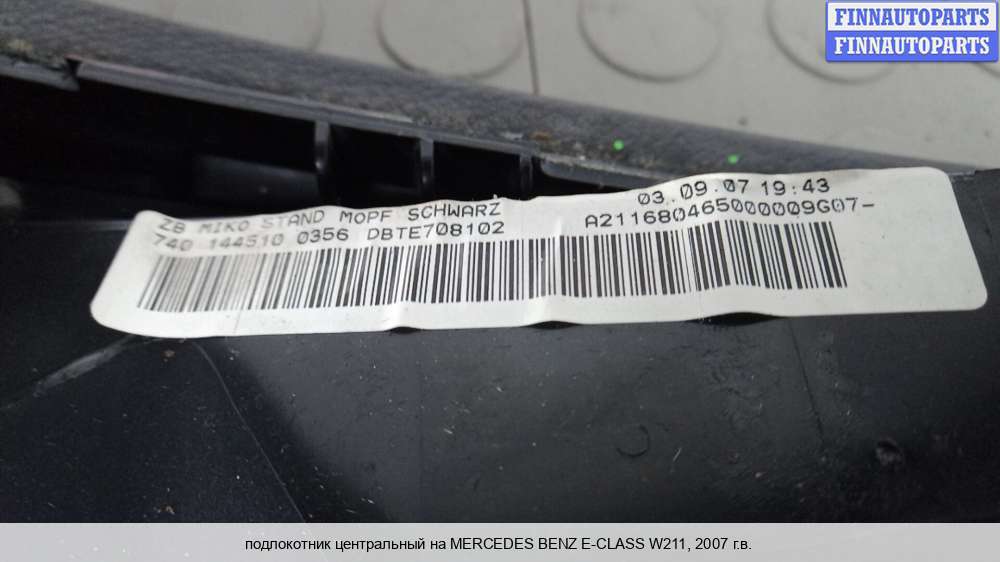 FINNAUTOPARTS
FINNAUTOPARTS
ZB MIKO STAND MOPF SCHWARZ
740 144510 0356 DBTE708102
03.09.07 19:43
A2116804650000009G07-
подлокотник центральный на MERCEDES BENZ E-CLASS W211, 2007 г.в.